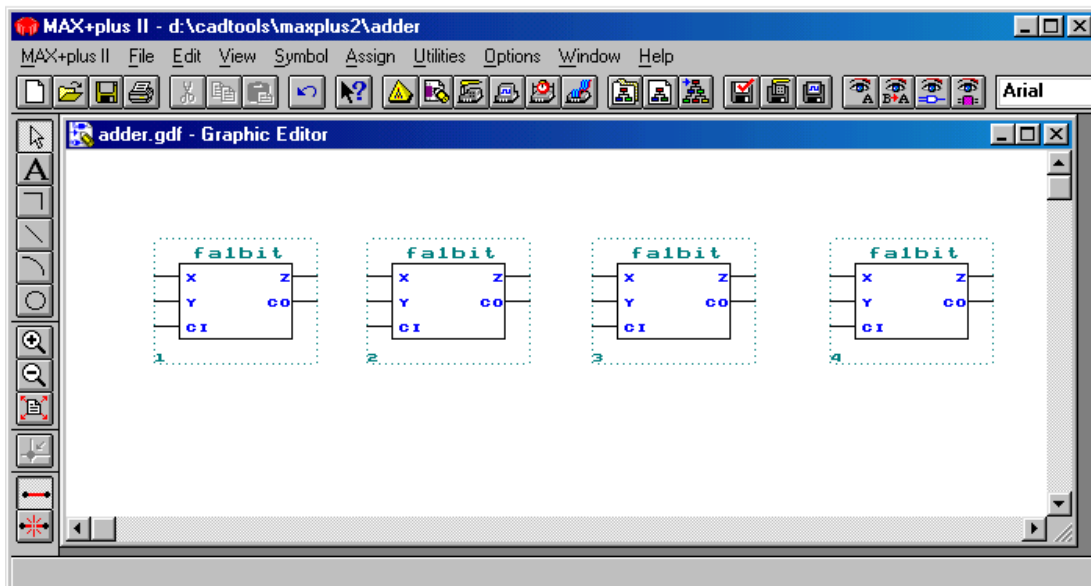 MAX+plus II - d:\cadtools\maxplus2\adder
MAX+plus II File Edit View Symbol Assign Utilities Options Window Help
Arial
adder.gdf - Graphic Editor
fa1bit fa1bit fa1bit fa1bit
X Z X Z X Z X Z
Y CO Y CO Y CO Y CO
CI CI CI CI
1 2 3 4